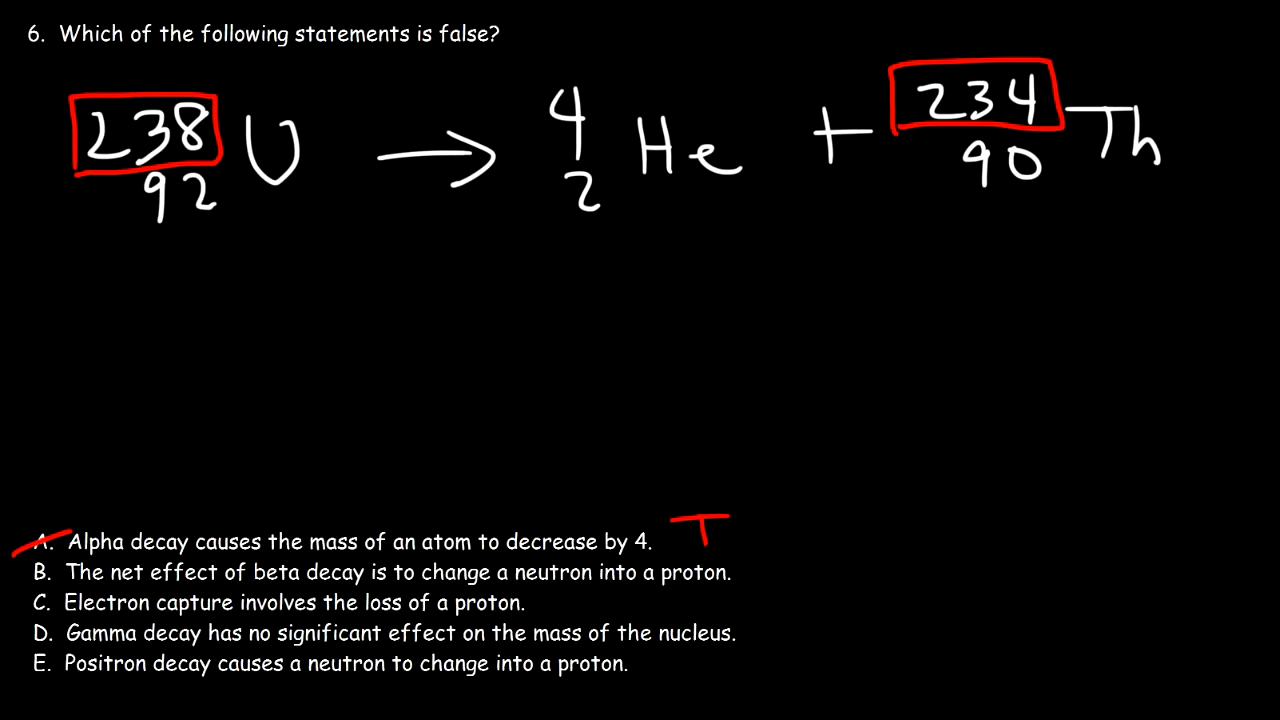 6. Which of the following statements is false?
238 92 U → 4 2 He + 234 90 Th
A. Alpha decay causes the mass of an atom to decrease by 4. T
B. The net effect of beta decay is to change a neutron into a proton.
C. Electron capture involves the loss of a proton.
D. Gamma decay has no significant effect on the mass of the nucleus.
E. Positron decay causes a neutron to change into a proton.